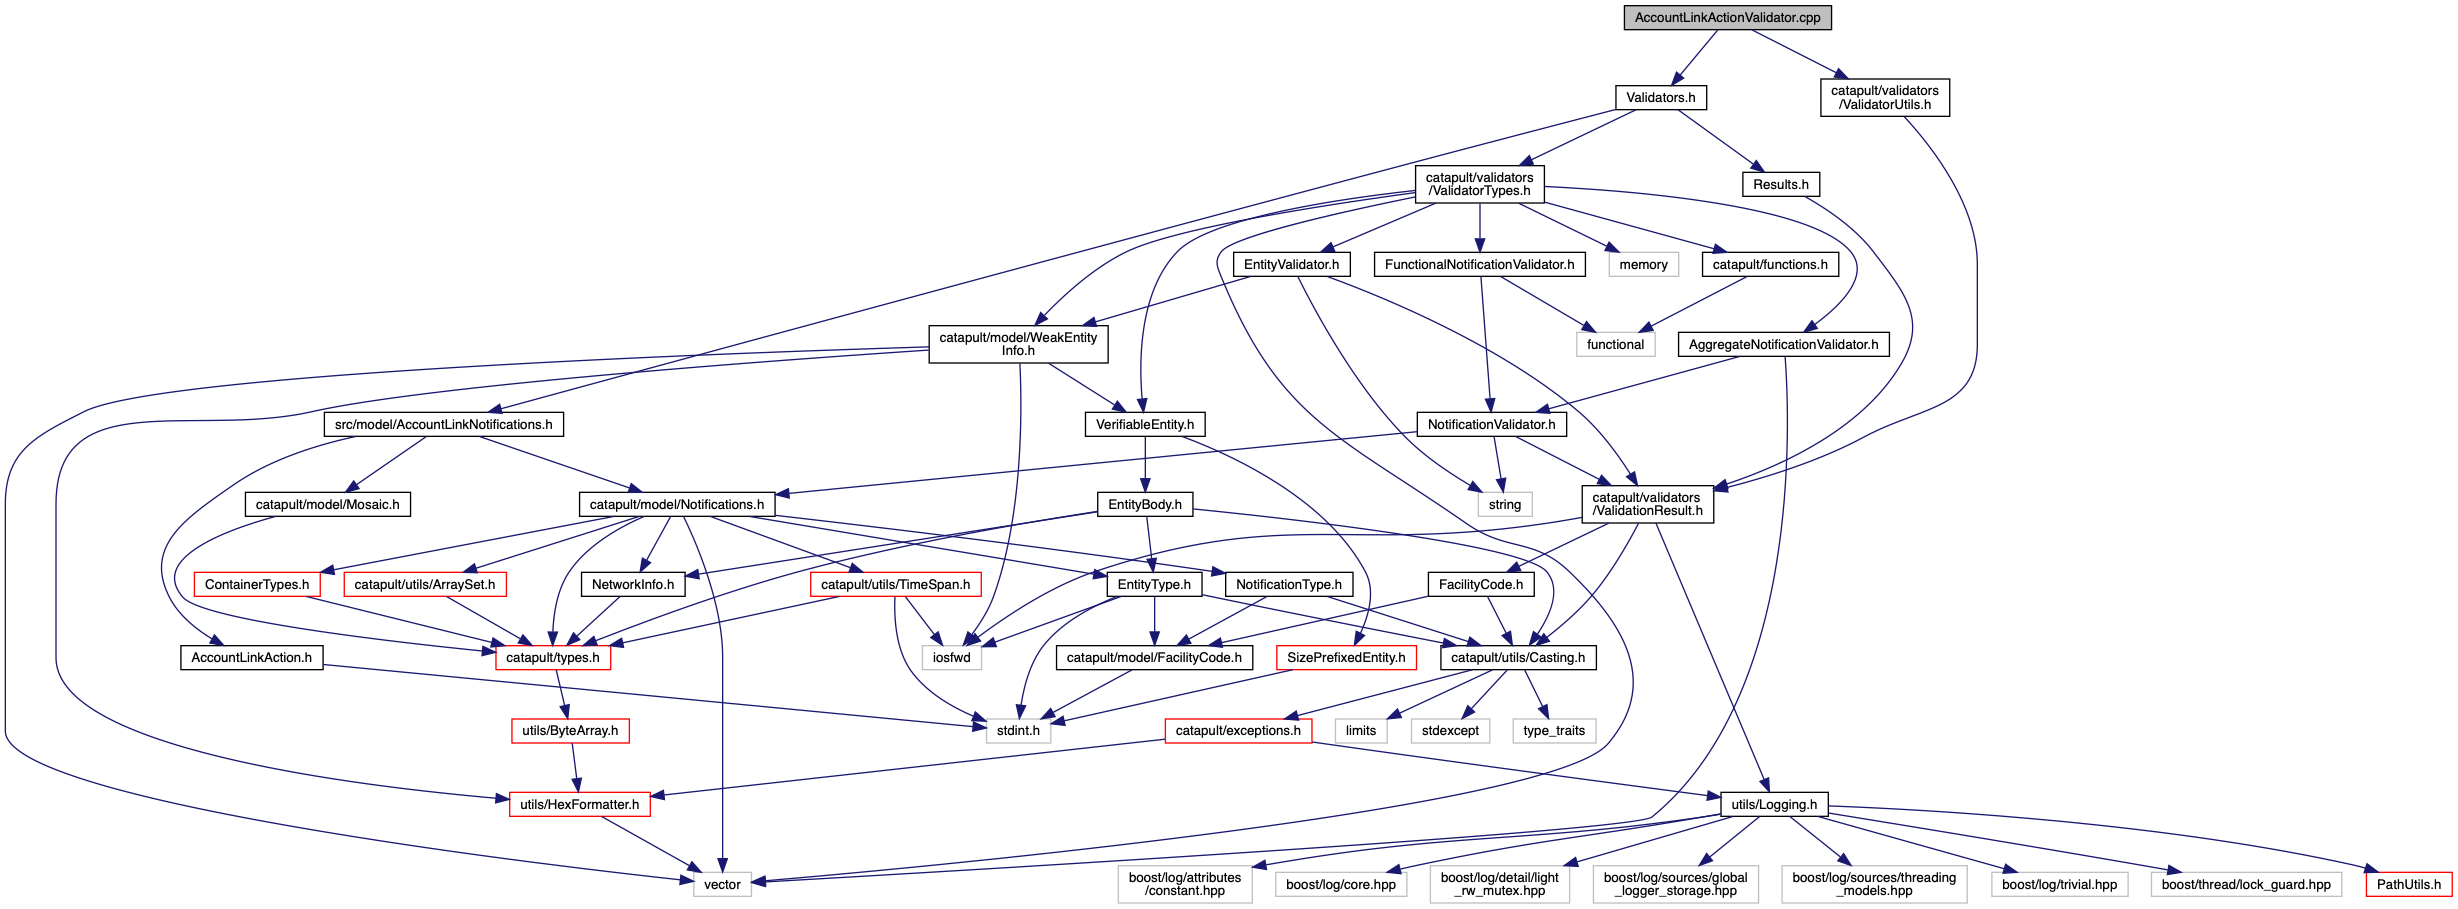 AccountLinkActionValidator.cpp
Validators.h
catapult/validators
/ValidatorUtils.h
catapult/validators
/ValidatorTypes.h
Results.h
EntityValidator.h
FunctionalNotificationValidator.h
memory
catapult/functions.h
catapult/model/WeakEntity
Info.h
functional
AggregateNotificationValidator.h
src/model/AccountLinkNotifications.h
VerifiableEntity.h
NotificationValidator.h
catapult/model/Mosaic.h
catapult/model/Notifications.h
EntityBody.h
string
catapult/validators
/ValidationResult.h
ContainerTypes.h
catapult/utils/ArraySet.h
NetworkInfo.h
catapult/utils/TimeSpan.h
EntityType.h
NotificationType.h
FacilityCode.h
AccountLinkAction.h
catapult/types.h
iosfwd
catapult/model/FacilityCode.h
SizePrefixedEntity.h
catapult/utils/Casting.h
utils/ByteArray.h
stdint.h
catapult/exceptions.h
limits
stdexcept
type_traits
utils/HexFormatter.h
utils/Logging.h
vector
boost/log/attributes
/constant.hpp
boost/log/core.hpp
boost/log/detail/light
_rw_mutex.hpp
boost/log/sources/global
_logger_storage.hpp
boost/log/sources/threading
_models.hpp
boost/log/trivial.hpp
boost/thread/lock_guard.hpp
PathUtils.h